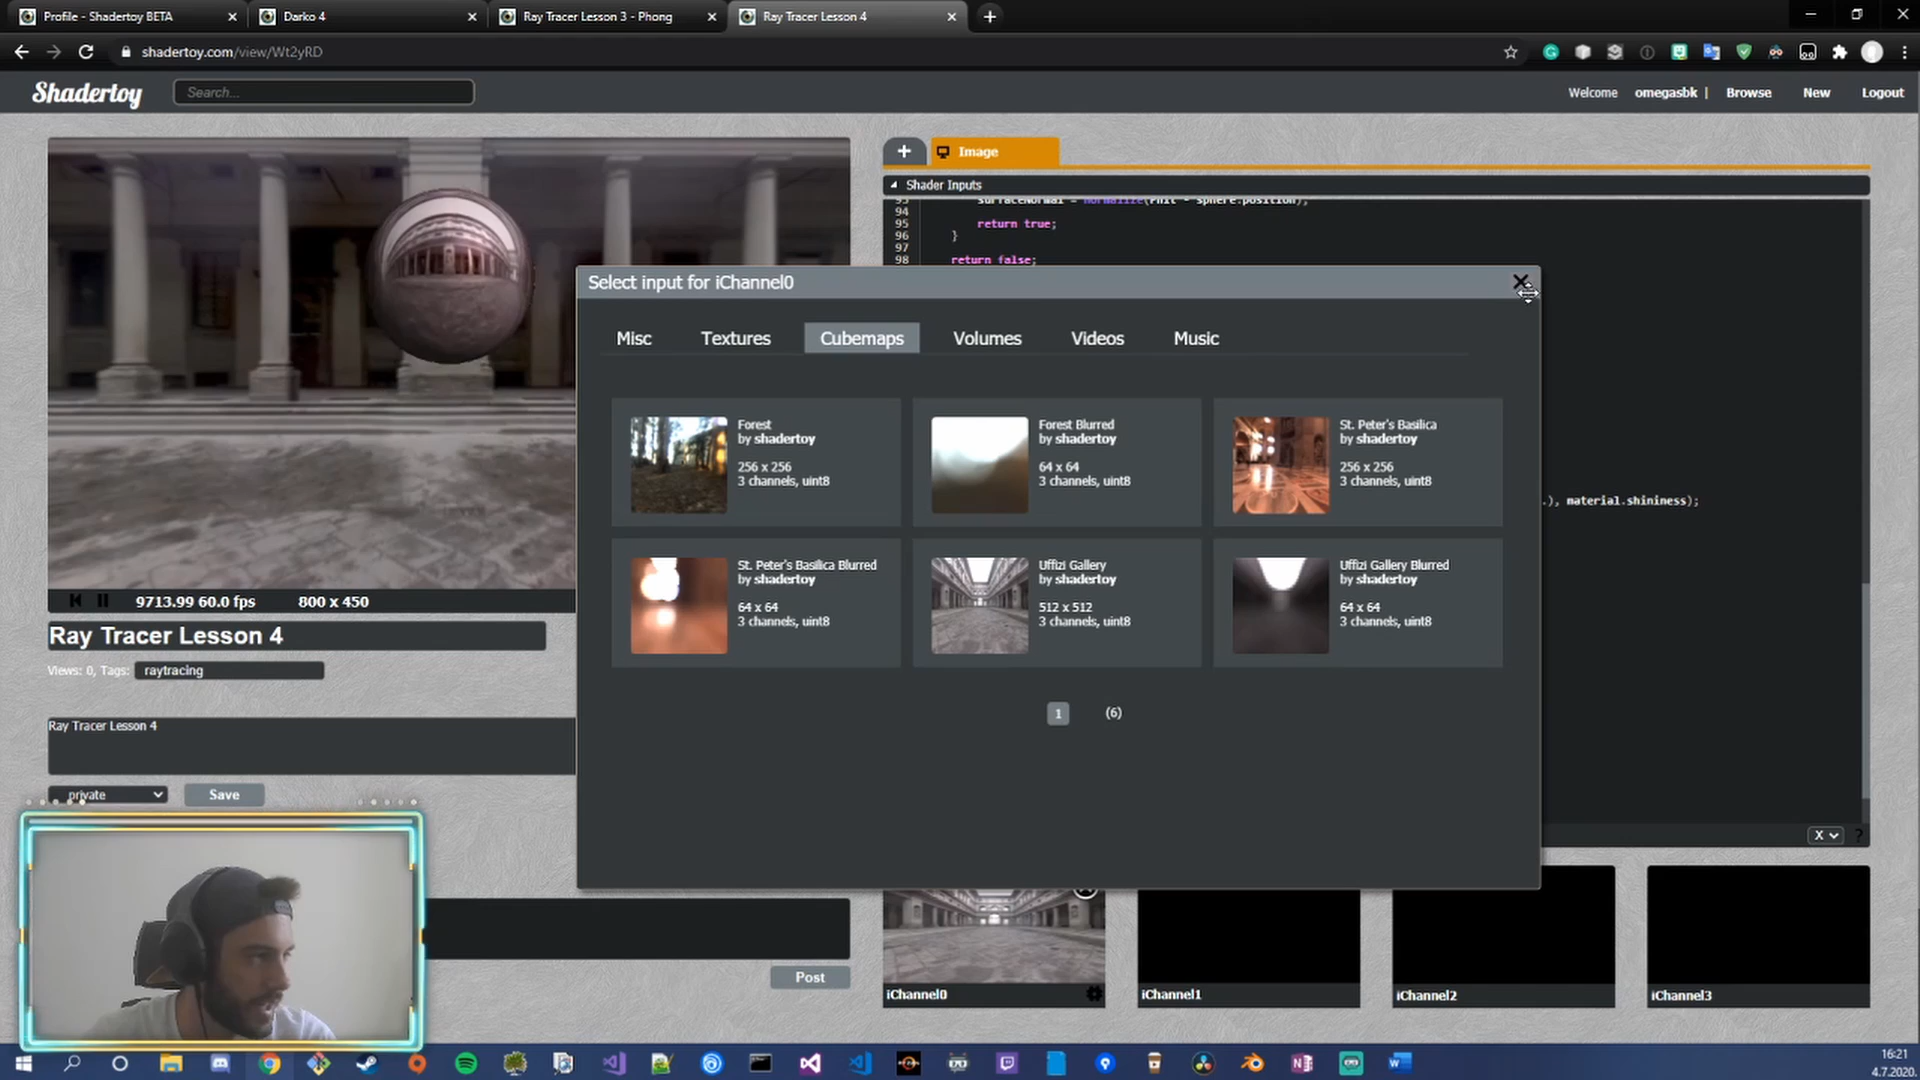 Profile - Shadertoy BETA
Darko 4
Ray Tracer Lesson 3 - Phong
Ray Tracer Lesson 4
shadertoy.com/view/Wt2yRD
Shadertoy
Search...
Welcome omegasbk | Browse New Logout
Image
Shader Inputs
93 surfaceNormal = normalize(Phit - sphere.position);
94
95 return true;
96 }
97
98 return false;
Select input for iChannel0
Misc Textures Cubemaps Volumes Videos Music
Forest
by shadertoy
256 x 256
3 channels, uint8
Forest Blurred
by shadertoy
64 x 64
3 channels, uint8
St. Peter's Basilica
by shadertoy
256 x 256
3 channels, uint8
.), material.shininess);
St. Peter's Basilica Blurred
by shadertoy
64 x 64
3 channels, uint8
Uffizi Gallery
by shadertoy
512 x 512
3 channels, uint8
Uffizi Gallery Blurred
by shadertoy
64 x 64
3 channels, uint8
1 (6)
9713.99 60.0 fps 800 x 450
Ray Tracer Lesson 4
Views: 0, Tags: raytracing
Ray Tracer Lesson 4
private Save
X ?
Post
iChannel0
iChannel1
iChannel2
iChannel3
16:21
4.7.2020.